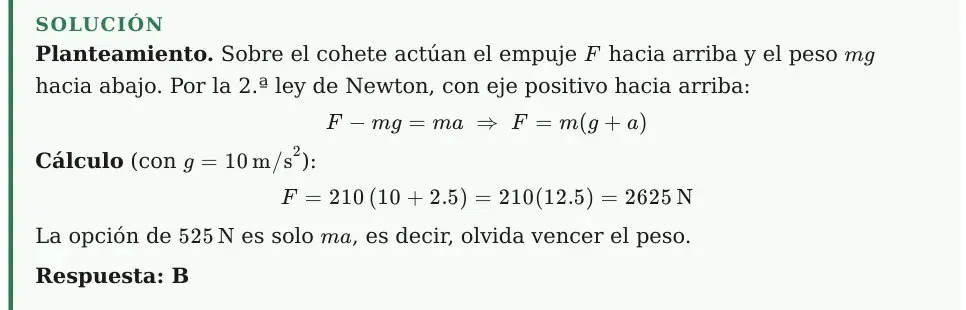 SOLUCIÓN
Planteamiento. Sobre el cohete actúan el empuje F hacia arriba y el peso mg
hacia abajo. Por la 2.ª ley de Newton, con eje positivo hacia arriba:
F − mg = ma ⇒ F = m(g + a)
Cálculo (con g = 10 m/s²):
F = 210 (10 + 2.5) = 210(12.5) = 2625 N
La opción de 525 N es solo ma, es decir, olvida vencer el peso.
Respuesta: B